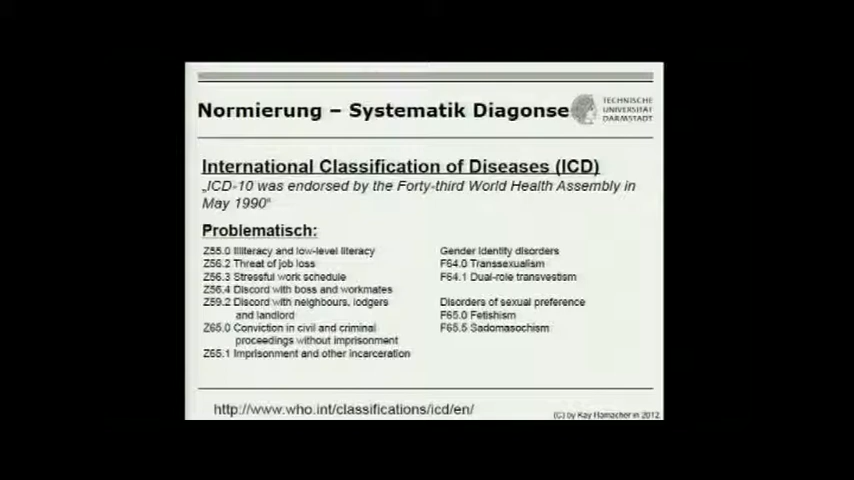 Normierung – Systematik Diagonse
TECHNISCHE
UNIVERSITÄT
DARMSTADT
International Classification of Diseases (ICD)
„ICD-10 was endorsed by the Forty-third World Health Assembly in
May 1990“
Problematisch:
Z55.0 Illiteracy and low-level literacy
Z56.2 Threat of job loss
Z56.3 Stressful work schedule
Z56.4 Discord with boss and workmates
Z59.2 Discord with neighbours, lodgers
and landlord
Z65.0 Conviction in civil and criminal
proceedings without imprisonment
Z65.1 Imprisonment and other incarceration
Gender identity disorders
F64.0 Transsexualism
F64.1 Dual-role transvestism
Disorders of sexual preference
F65.0 Fetishism
F65.5 Sadomasochism
http://www.who.int/classifications/icd/en/
(C) by Kay Hamacher in 2012